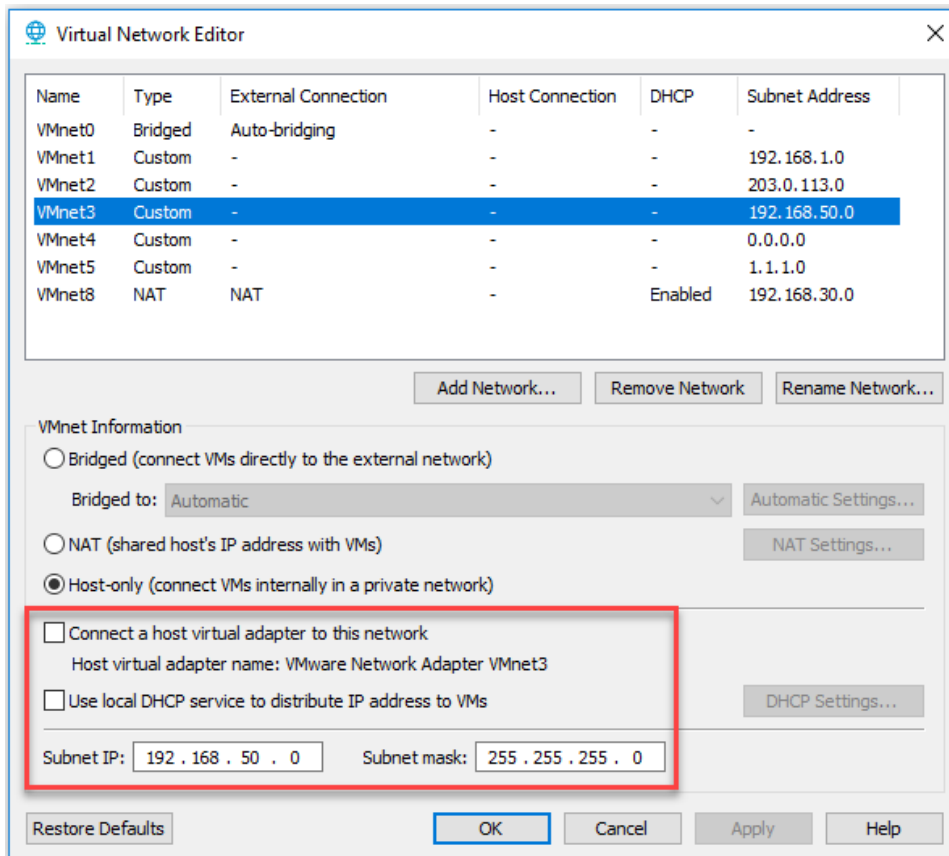 Virtual Network Editor
Name Type External Connection Host Connection DHCP Subnet Address
VMnet0 Bridged Auto-bridging - - -
VMnet1 Custom - - - 192.168.1.0
VMnet2 Custom - - - 203.0.113.0
VMnet3 Custom - - - 192.168.50.0
VMnet4 Custom - - - 0.0.0.0
VMnet5 Custom - - - 1.1.1.0
VMnet8 NAT NAT - Enabled 192.168.30.0
Add Network... Remove Network Rename Network...
VMnet Information
Bridged (connect VMs directly to the external network)
Bridged to: Automatic Automatic Settings...
NAT (shared host's IP address with VMs) NAT Settings...
Host-only (connect VMs internally in a private network)
Connect a host virtual adapter to this network
Host virtual adapter name: VMware Network Adapter VMnet3
Use local DHCP service to distribute IP address to VMs DHCP Settings...
Subnet IP: 192 . 168 . 50 . 0 Subnet mask: 255 . 255 . 255 . 0
Restore Defaults OK Cancel Apply Help